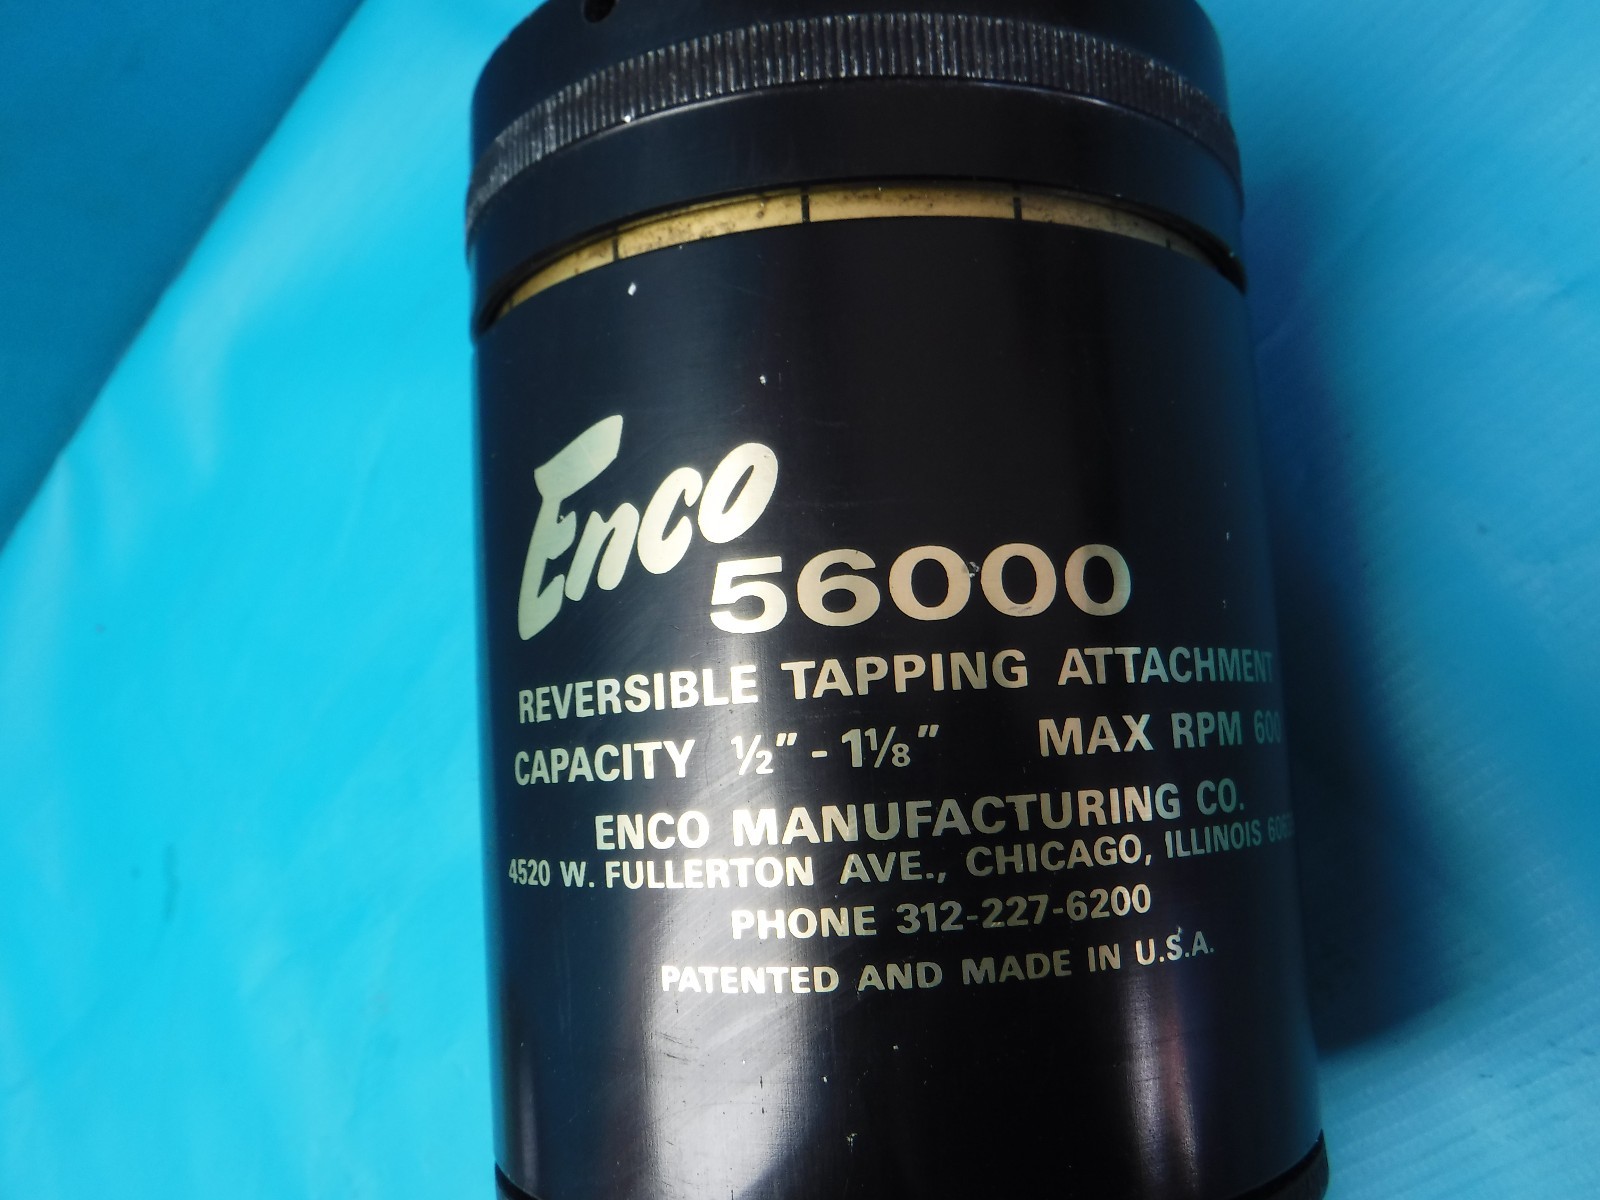 Enco
56000
REVERSIBLE TAPPING ATTACHMENT
CAPACITY ½" - 1⅛" MAX RPM 600
ENCO MANUFACTURING CO.
4520 W. FULLERTON AVE., CHICAGO, ILLINOIS
PHONE 312-227-6200
PATENTED AND MADE IN U.S.A.